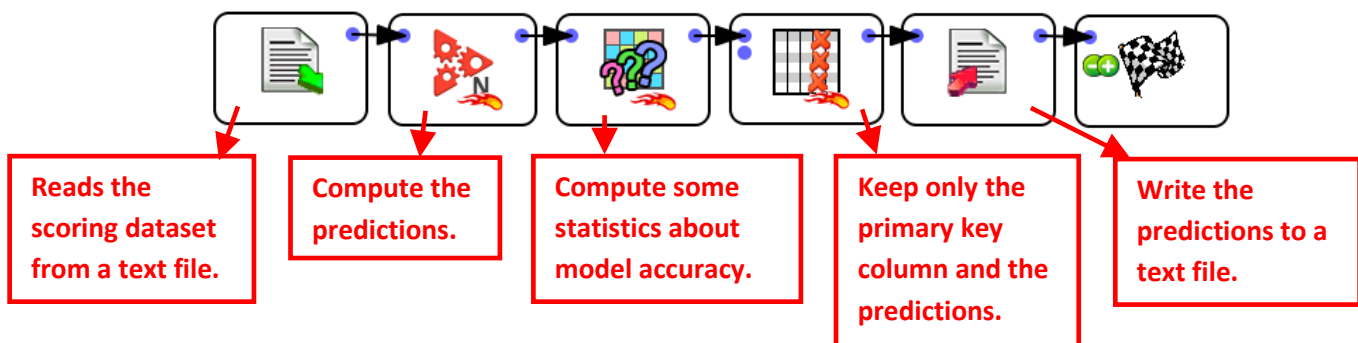 N
Reads the
scoring dataset
from a text file.
Compute the
predictions.
Compute some
statistics about
model accuracy.
Keep only the
primary key
column and the
predictions.
Write the
predictions to a
text file.